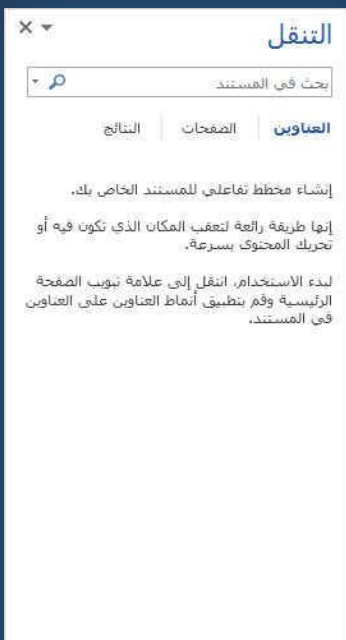 التنقل
بحث في المستند
العناوين الصفحات النتائج
إنشاء مخطط تفاعلي للمستند الخاص بك.
إنها طريقة رائعة لتعقب المكان الذي تكون فيه أو
تحريك المحتوى بسرعة.
لبدء الاستخدام، انتقل إلى علامة تبويب الصفحة
الرئيسية وقم بتطبيق أنماط العناوين على العناوين
في المستند.